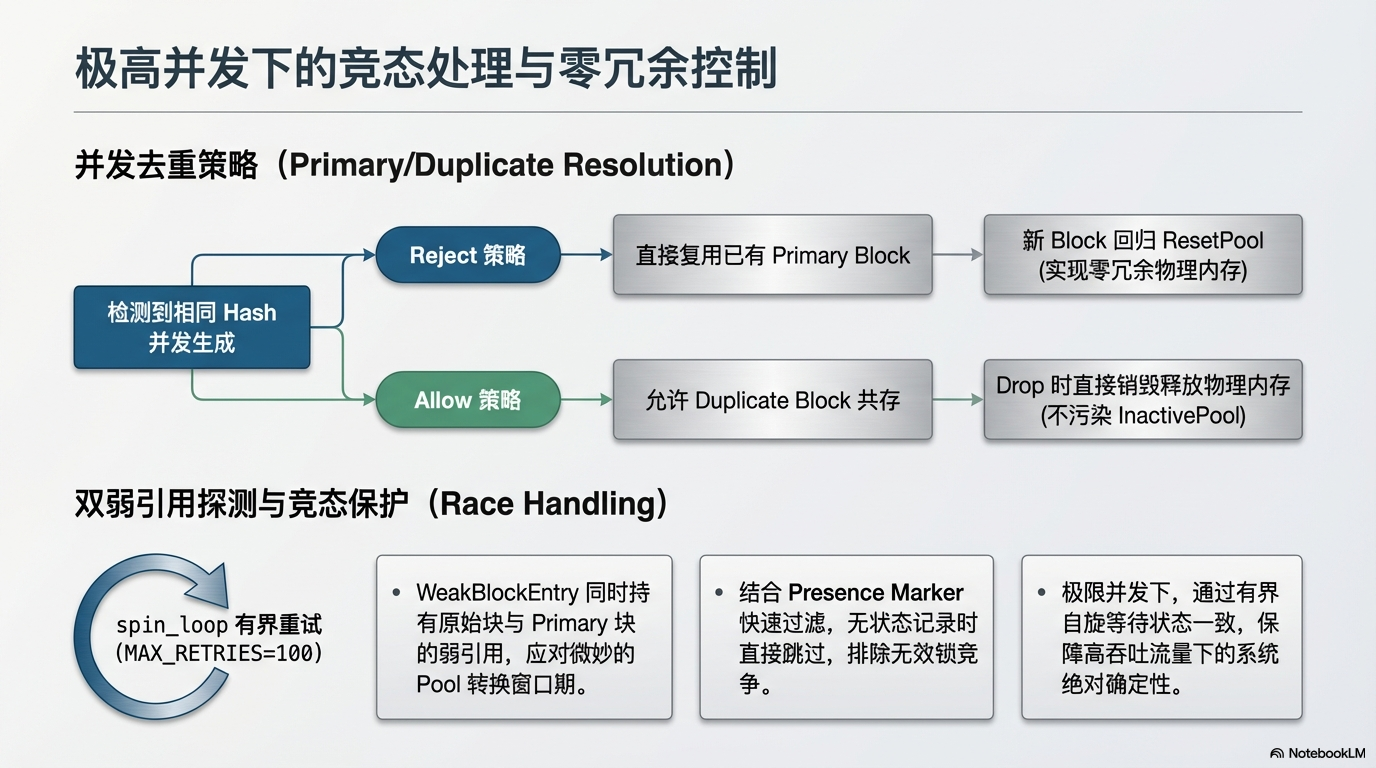 极高并发下的竞态处理与零冗余控制
并发去重策略（Primary/Duplicate Resolution）
检测到相同 Hash
并发生成
Reject 策略
直接复用已有 Primary Block
新 Block 回归 ResetPool
(实现零冗余物理内存)
Allow 策略
允许 Duplicate Block 共存
Drop 时直接销毁释放物理内存
(不污染 InactivePool)
双弱引用探测与竞态保护（Race Handling）
spin_loop 有界重试
(MAX_RETRIES=100)
• WeakBlockEntry 同时持
有原始块与 Primary 块
的弱引用，应对微妙的
Pool 转换窗口期。
• 结合 Presence Marker
快速过滤，无状态记录时
直接跳过，排除无效锁竞
争。
• 极限并发下，通过有界
自旋等待状态一致，保
障高吞吐流量下的系统
绝对确定性。
NotebookLM